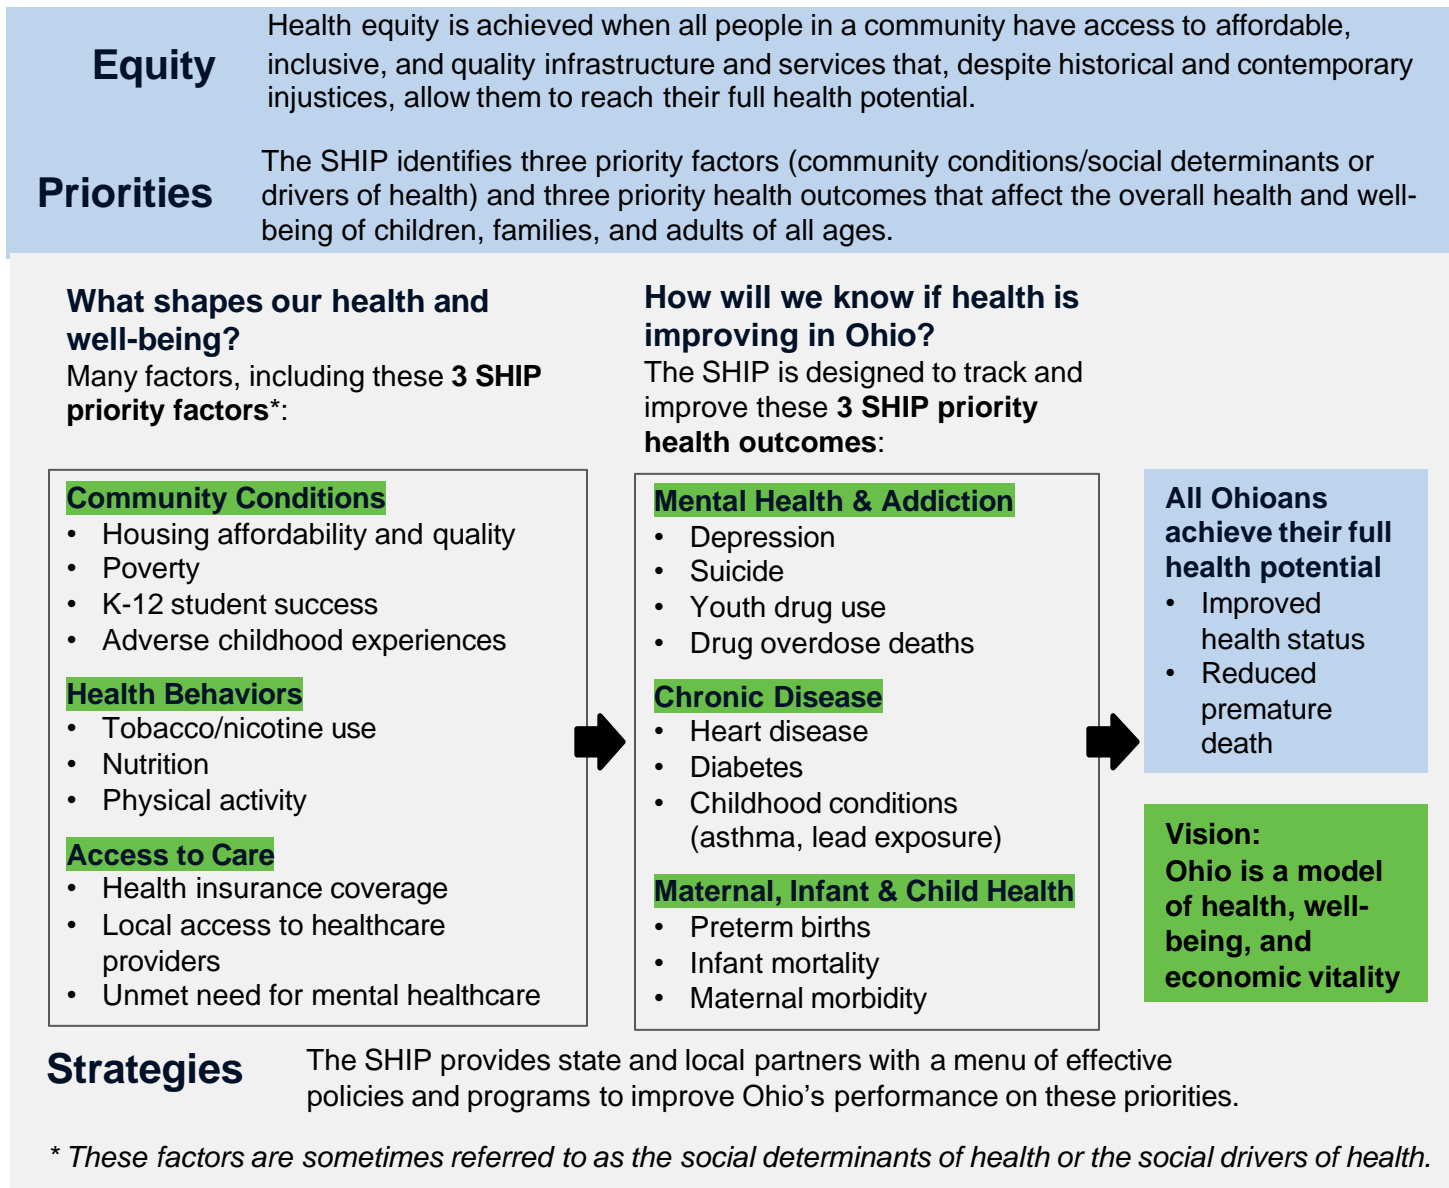 Equity
Health equity is achieved when all people in a community have access to affordable,
inclusive, and quality infrastructure and services that, despite historical and contemporary
injustices, allow them to reach their full health potential.
Priorities
The SHIP identifies three priority factors (community conditions/social determinants or
drivers of health) and three priority health outcomes that affect the overall health and well-
being of children, families, and adults of all ages.
What shapes our health and
well-being?
Many factors, including these 3 SHIP
priority factors*:
Community Conditions
• Housing affordability and quality
• Poverty
• K-12 student success
• Adverse childhood experiences
Health Behaviors
• Tobacco/nicotine use
• Nutrition
• Physical activity
Access to Care
• Health insurance coverage
• Local access to healthcare
providers
• Unmet need for mental healthcare
How will we know if health is
improving in Ohio?
The SHIP is designed to track and
improve these 3 SHIP priority
health outcomes:
Mental Health & Addiction
• Depression
• Suicide
• Youth drug use
• Drug overdose deaths
Chronic Disease
• Heart disease
• Diabetes
• Childhood conditions
(asthma, lead exposure)
Maternal, Infant & Child Health
• Preterm births
• Infant mortality
• Maternal morbidity
All Ohioans
achieve their full
health potential
• Improved
health status
• Reduced
premature
death
Vision:
Ohio is a model
of health, well-
being, and
economic vitality
Strategies
The SHIP provides state and local partners with a menu of effective
policies and programs to improve Ohio’s performance on these priorities.
* These factors are sometimes referred to as the social determinants of health or the social drivers of health.